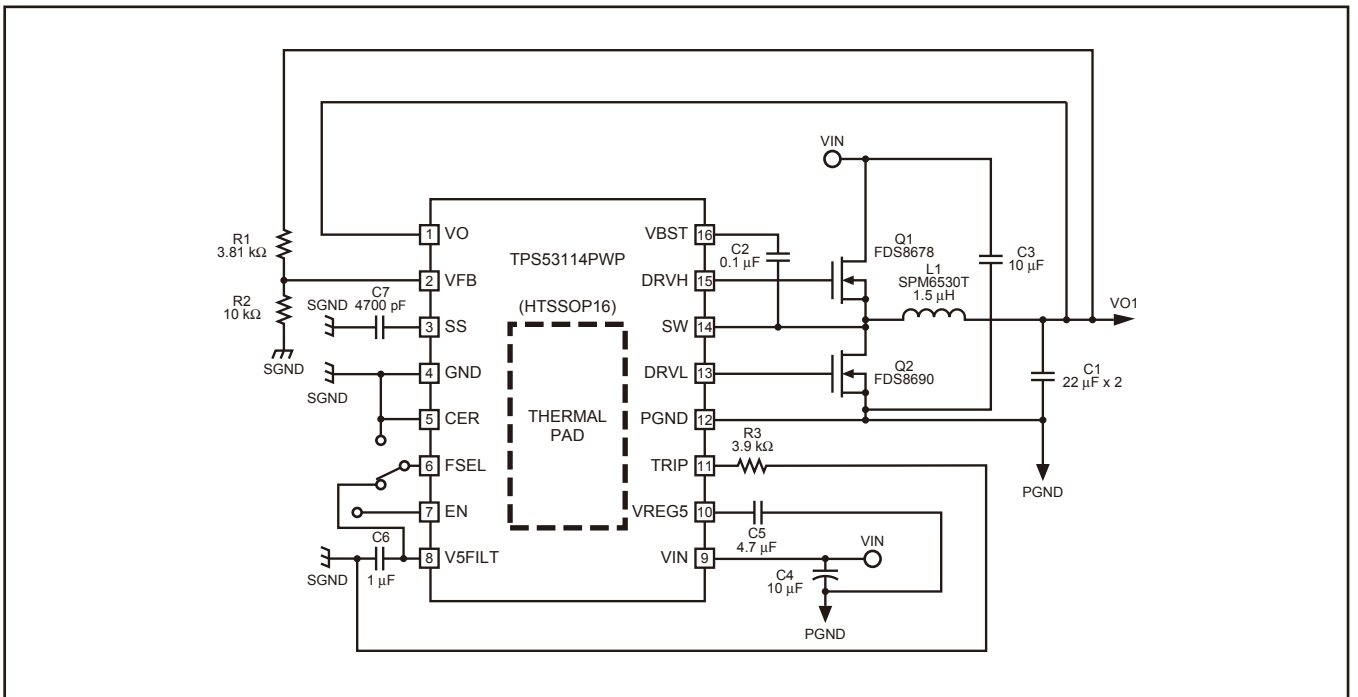 VIN
R1
3.81 kΩ
R2
10 kΩ
SGND
C7
4700 pF
SGND
SGND
C6
1 µF
SGND
1 VO
2 VFB
3 SS
4 GND
5 CER
6 FSEL
7 EN
8 V5FILT
TPS53114PWP
(HTSSOP16)
THERMAL
PAD
VBST 16
DRVH 15
SW 14
DRVL 13
PGND 12
TRIP 11
VREG5 10
VIN 9
C2
0.1 µF
Q1
FDS8678
L1
SPM6530T
1.5 µH
C3
10 µF
VO1
Q2
FDS8690
C1
22 µF x 2
R3
3.9 kΩ
PGND
C5
4.7 µF
VIN
C4
10 µF
PGND